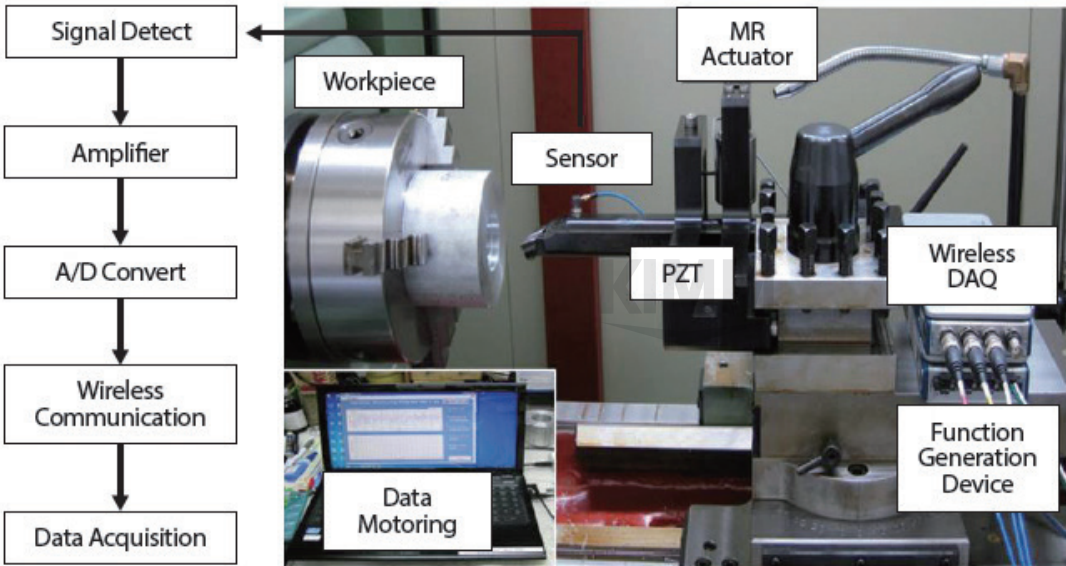 Signal Detect
Amplifier
A/D Convert
Wireless
Communication
Data Acquisition
Workpiece
MR
Actuator
Sensor
PZT
Wireless
DAQ
Function
Generation
Device
Data
Motoring